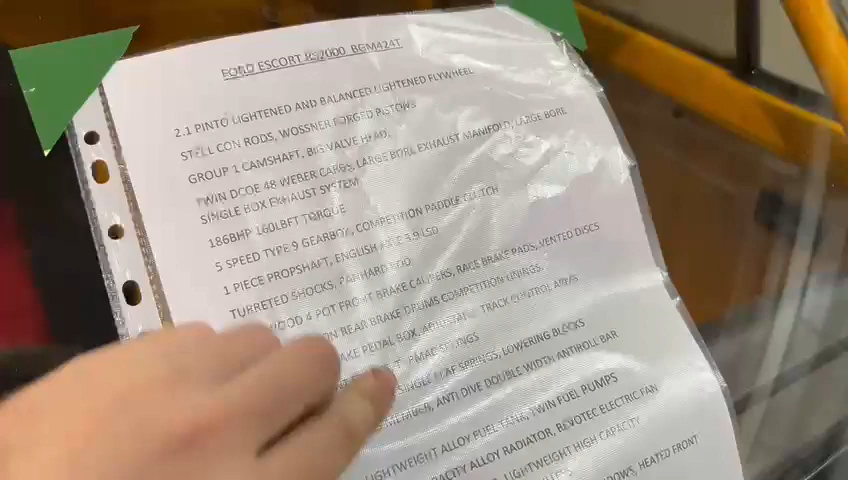 FORD ESCORT RS2000 BGM424T
2.1 PINTO LIGHTENED AND BALANCED LIGHTENED FLYWHEEL
STEEL CON RODS, WOSSNER FORGED PISTONS
GROUP 1 CAMSHAFT, BIG VALVE HEAD,
TWIN DCOE 48 WEBER CARBS, LARGE BORE EXHAUST MANIFOLD, LARGE BORE
SINGLE BOX EXHAUST SYSTEM
186BHP 160LBFT TORQUE
5 SPEED TYPE 9 GEARBOX, COMPETITION PADDLE CLUTCH
1 PIECE PROPSHAFT, ENGLISH AXLE 3.9 LSD
TURRETED SHOCKS, PANHARD ROD
4 POT FRONT BRAKE CALIPERS, RACE BRAKE PADS, VENTED DISCS
REAR BRAKE DRUMS COMPETITION LININGS,
PEDAL BOX, TRACK CONTROL ARMS
SPRINGS
SINGLE LEAF SPRINGS, LOWERING BLOCKS
ANTI DIVE DOUBLE WIDTH ANTIROLL BAR
LIGHTWEIGHT ALLOY FUEL TANK, TWIN FUEL PUMPS
ALLOY RADIATOR, REVOTEC ELECTRIC FAN
LIGHTWEIGHT HIGH CAPACITY
HEATED FRONT